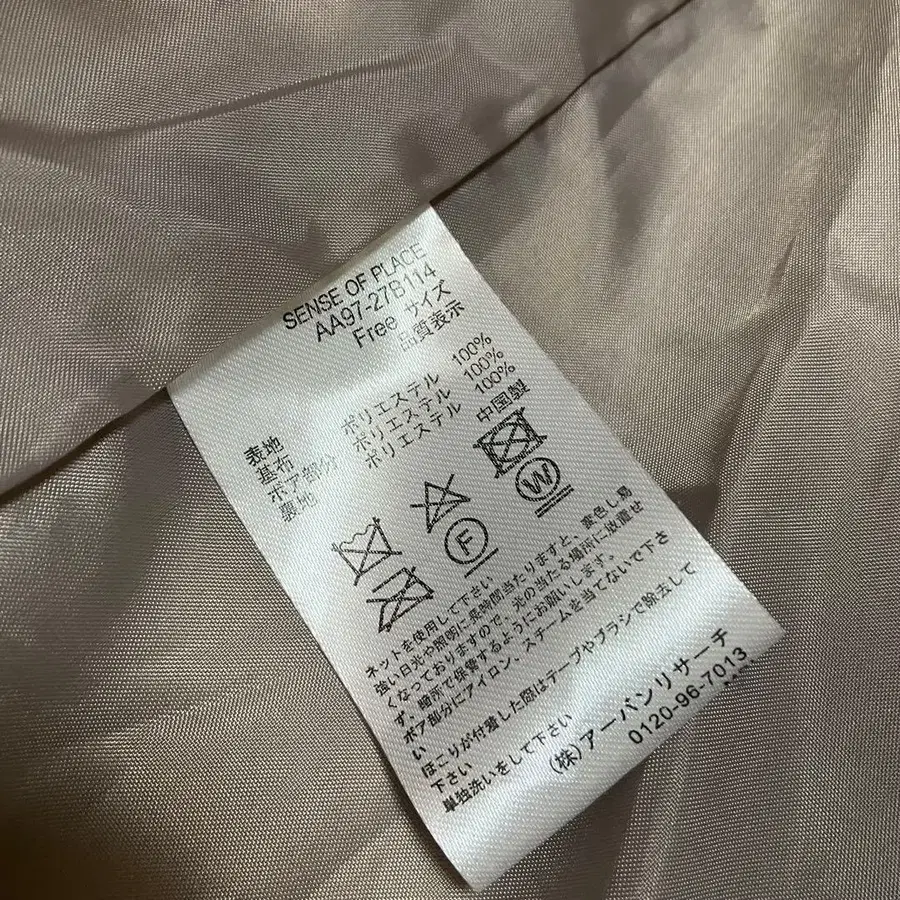 SENSE OF PLACE
AA97-27B114
Free サイズ
品質表示
表地
基布 ポリエステル 100%
ボア部分 ポリエステル 100%
裏地 ポリエステル 100%
中国製
F
W
ネットを使用して下さい
強い日光や照明に長時間当たりますと、変色し易
くなっておりますので、光の当たる場所に放置せ
ず、暗所で保管するようにお願いします。
ボア部分にアイロン、スチームを当てないで下さ
い
ほこりが付着した際はテープやブラシで除去して
下さい
単独洗いをして下さい
(株)アーバンリサーチ
0120-96-7013